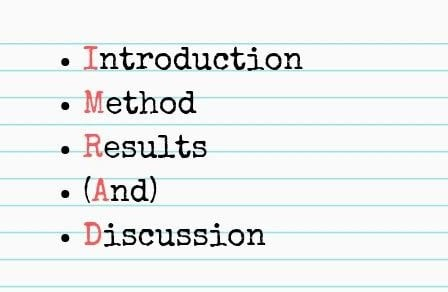 • Introduction
• Method
• Results
• (And)
• Discussion